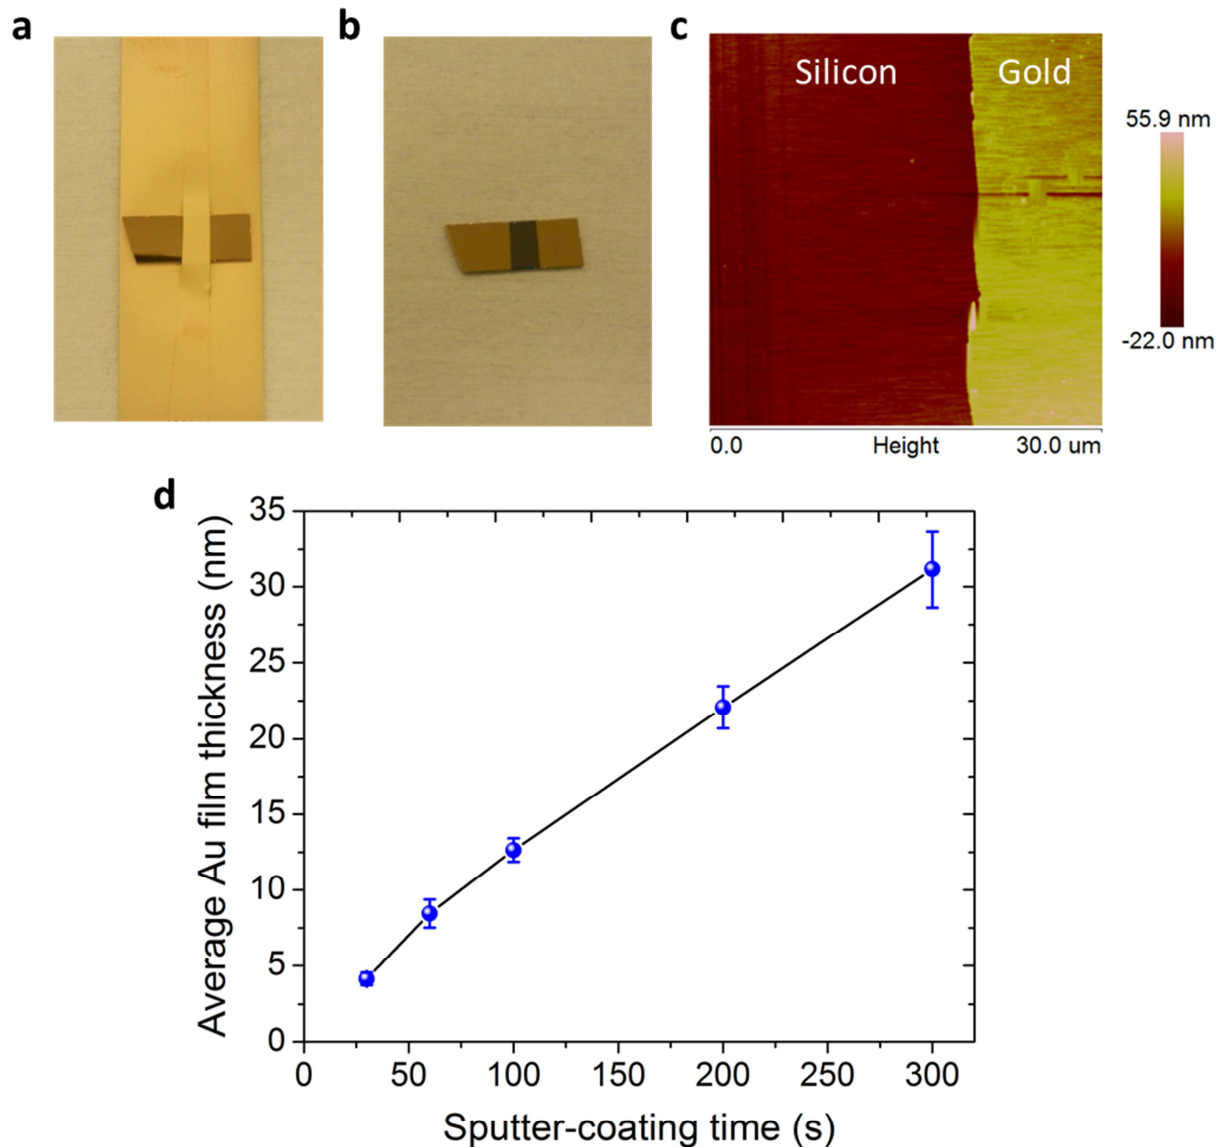 a
b
c
Silicon
Gold
55.9 nm
-22.0 nm
0.0
Height
30.0 um
d
Average Au film thickness (nm)
35
30
25
20
15
10
5
0
0
50
100
150
200
250
300
Sputter-coating time (s)